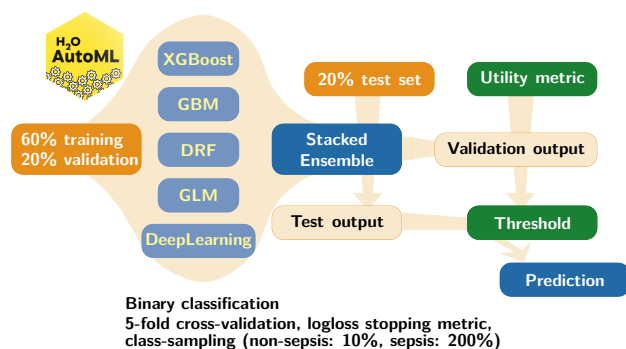 H2O
AutoML
XGBoost
GBM
DRF
GLM
DeepLearning
60% training
20% validation
20% test set
Utility metric
Stacked
Ensemble
Validation output
Test output
Threshold
Prediction
Binary classification
5-fold cross-validation, logloss stopping metric,
class-sampling (non-sepsis: 10%, sepsis: 200%)